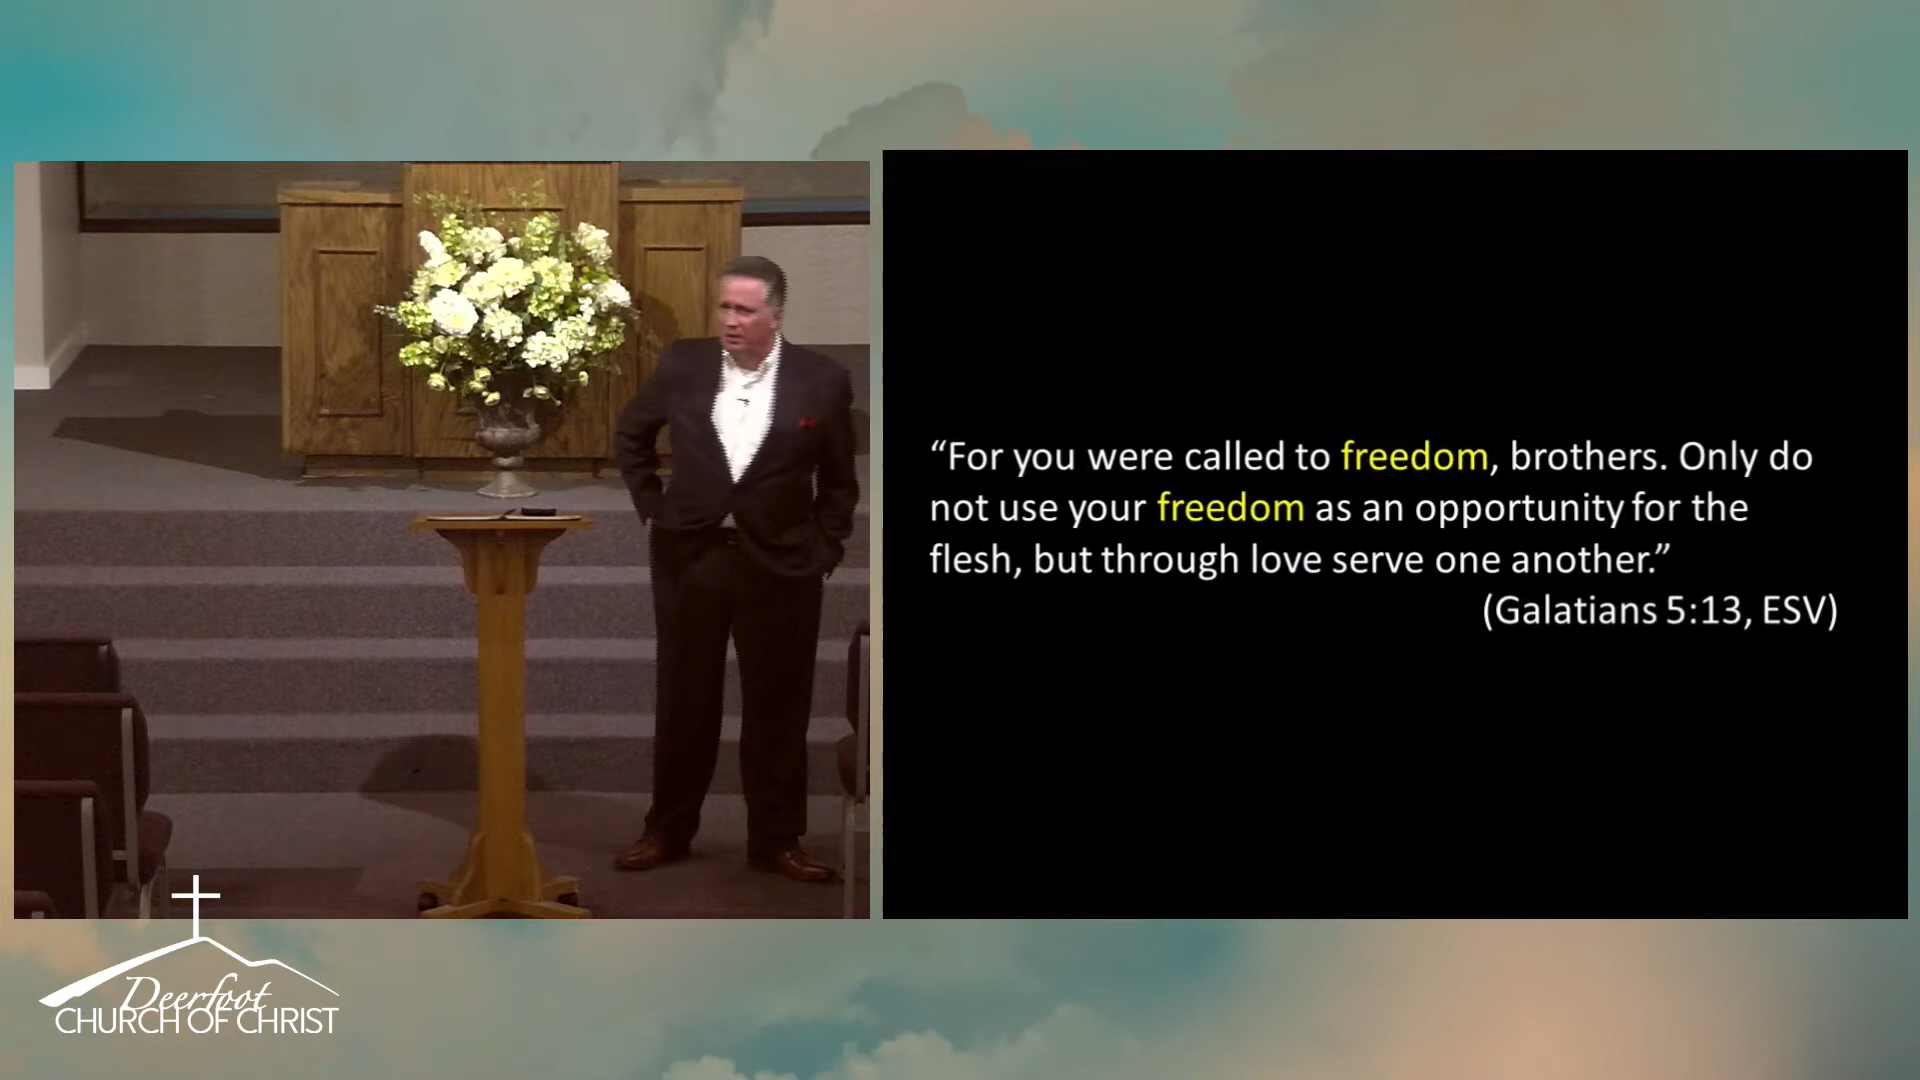 “For you were called to freedom, brothers. Only do
not use your freedom as an opportunity for the
flesh, but through love serve one another.”
(Galatians 5:13, ESV)
Deerfoot
CHURCH OF CHRIST